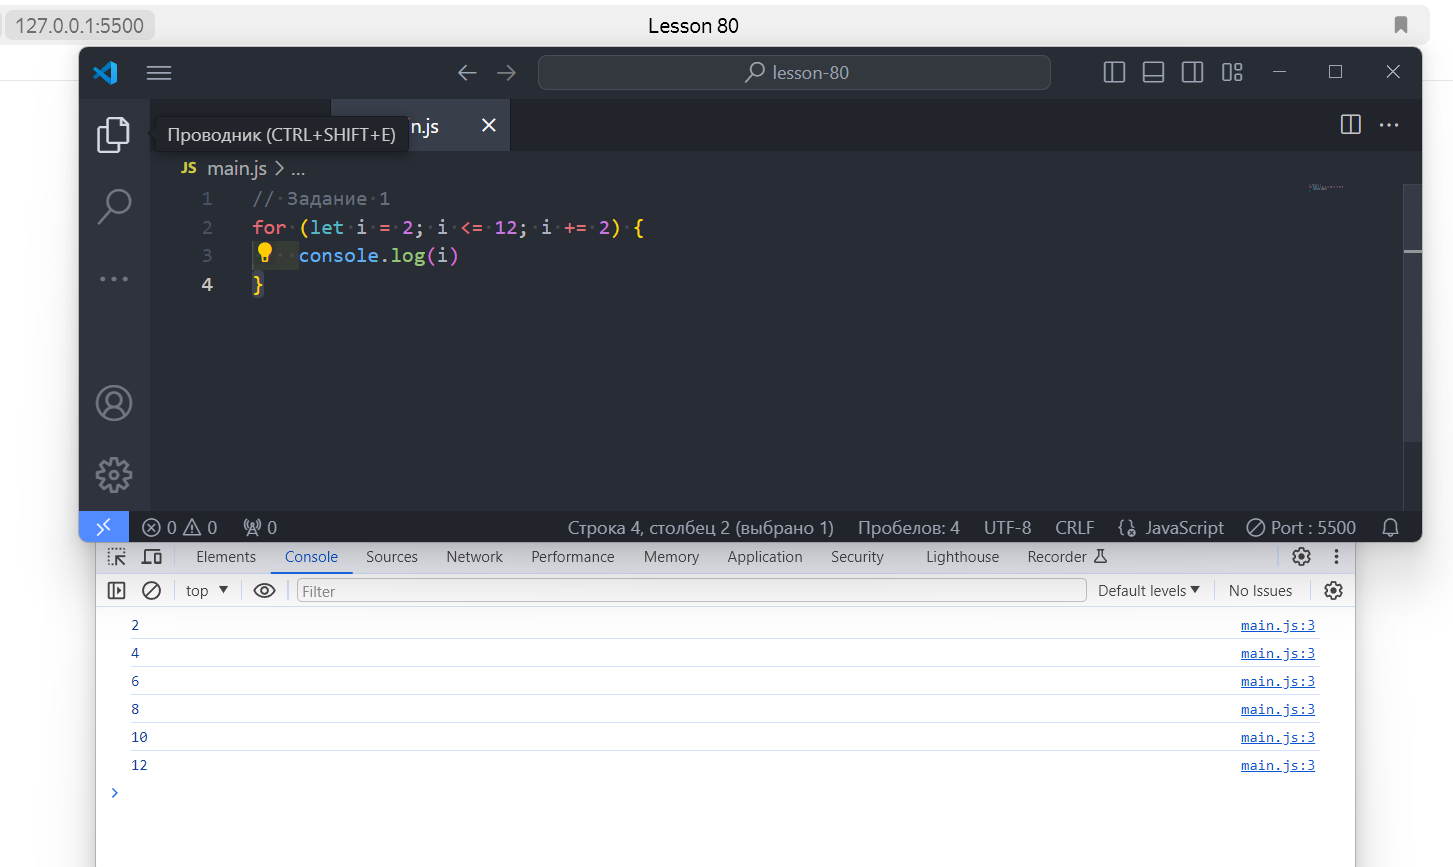 127.0.0.1:5500
Lesson 80
lesson-80
Проводник (CTRL+SHIFT+E)
n.js
JS main.js > ...
1 // Задание 1
2 for (let i = 2; i <= 12; i += 2) {
3 console.log(i)
4 }
0 0 0
Строка 4, столбец 2 (выбрано 1) Пробелов: 4 UTF-8 CRLF JavaScript Port : 5500
Elements Console Sources Network Performance Memory Application Security Lighthouse Recorder
top Filter Default levels No Issues
2 main.js:3
4 main.js:3
6 main.js:3
8 main.js:3
10 main.js:3
12 main.js:3
>